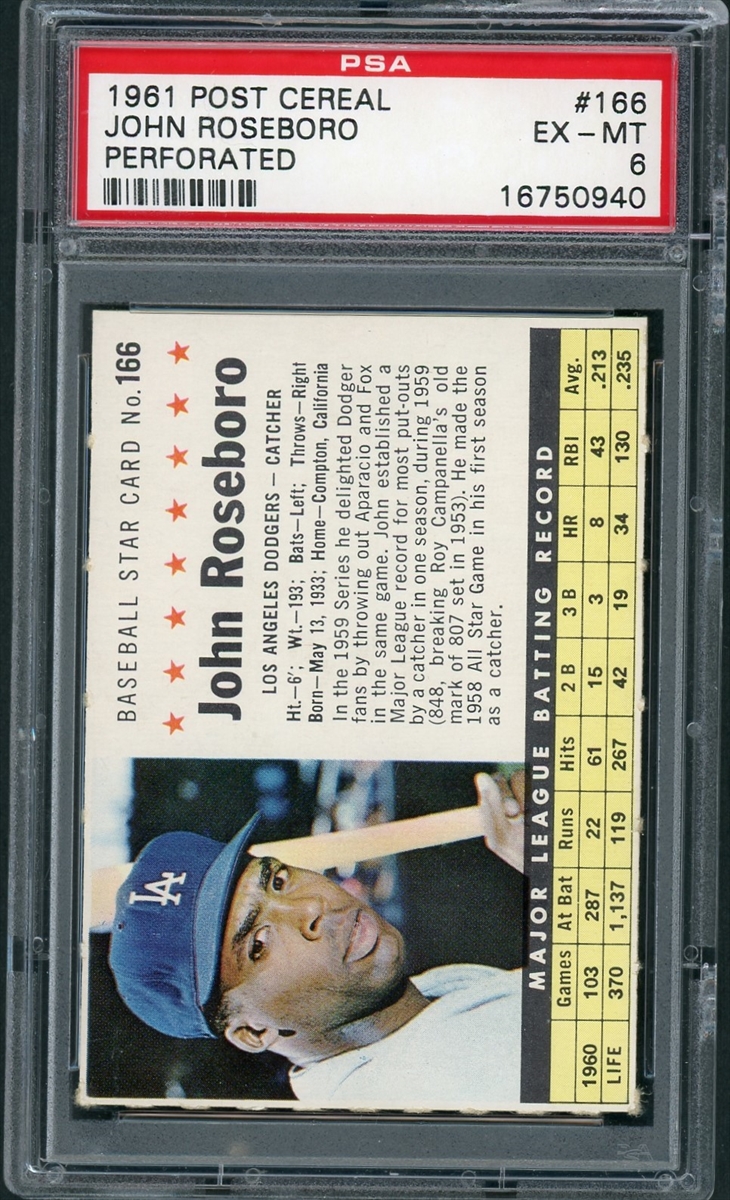 PSA
1961 POST CEREAL #166
JOHN ROSEBORO EX - MT
PERFORATED 6
16750940
BASEBALL STAR CARD No. 166
John Roseboro
LOS ANGELES DODGERS — CATCHER
Ht.—6'; Wt.—193; Bats—Left; Throws—Right
Born—May 13, 1933; Home—Compton, California
In the 1959 Series he delighted Dodger
fans by throwing out Aparacio and Fox
in the same game. John established a
Major League record for most put-outs
by a catcher in one season, during 1959
(848, breaking Roy Campanella's old
mark of 807 set in 1953). He made the
1958 All Star Game in his first season
as a catcher.
LA
MAJOR LEAGUE BATTING RECORD
Games At Bat Runs Hits 2 B 3 B HR RBI Avg.
1960 103 287 22 61 15 3 8 43 .213
LIFE 370 1,137 119 267 42 19 34 130 .235